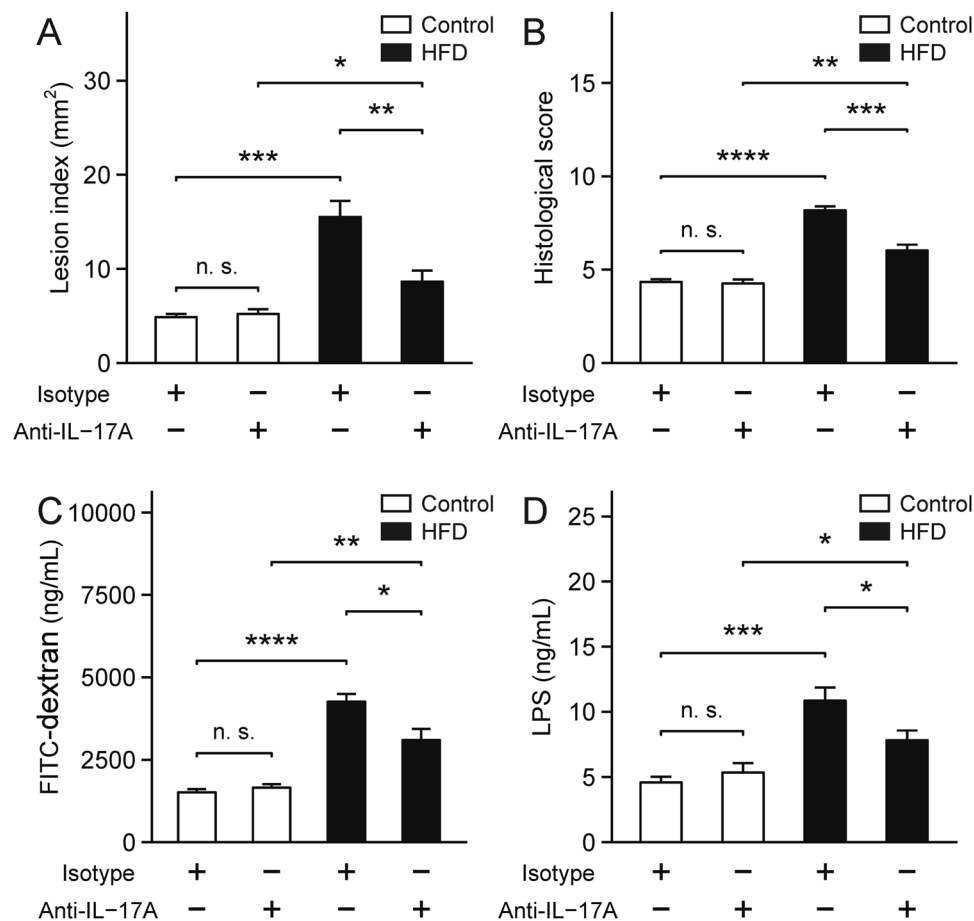 A
Control
HFD
Lesion index (mm²)
30
20
10
0
*
**
***
n. s.
Isotype + − + −
Anti-IL−17A − + − +
B
Control
HFD
Histological score
15
10
5
0
**
***
****
n. s.
Isotype + − + −
Anti-IL−17A − + − +
C
Control
HFD
FITC-dextran (ng/mL)
10000
7500
5000
2500
0
**
*
****
n. s.
Isotype + − + −
Anti-IL−17A − + − +
D
Control
HFD
LPS (ng/mL)
25
20
15
10
5
0
*
*
***
n. s.
Isotype + − + −
Anti-IL−17A − + − +